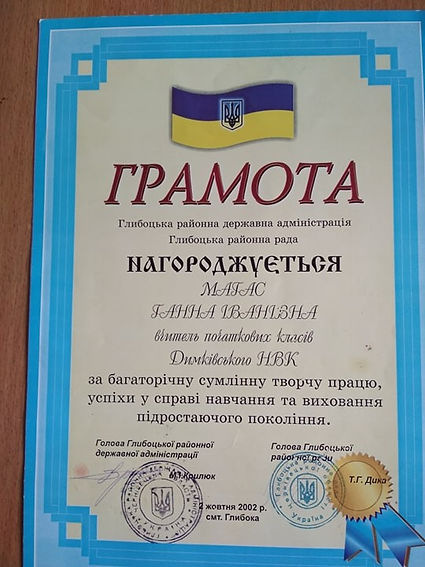 ГРАМОТА
Глибоцька районна державна адміністрація
Глибоцька районна рада
НАГОРОДЖУЄТЬСЯ
МАГАС
ГАННА ІВАНІВНА
вчитель початкових класів
Димківського НВК
за багаторічну сумлінну творчу працю,
успіхи у справі навчання та виховання
підростаючого покоління.
Голова Глибоцької районної
державної адміністрації
Голова Глибоцької
районної ради
Т.Г. Дика
2 жовтня 2002 р.
смт. Глибока
Україна